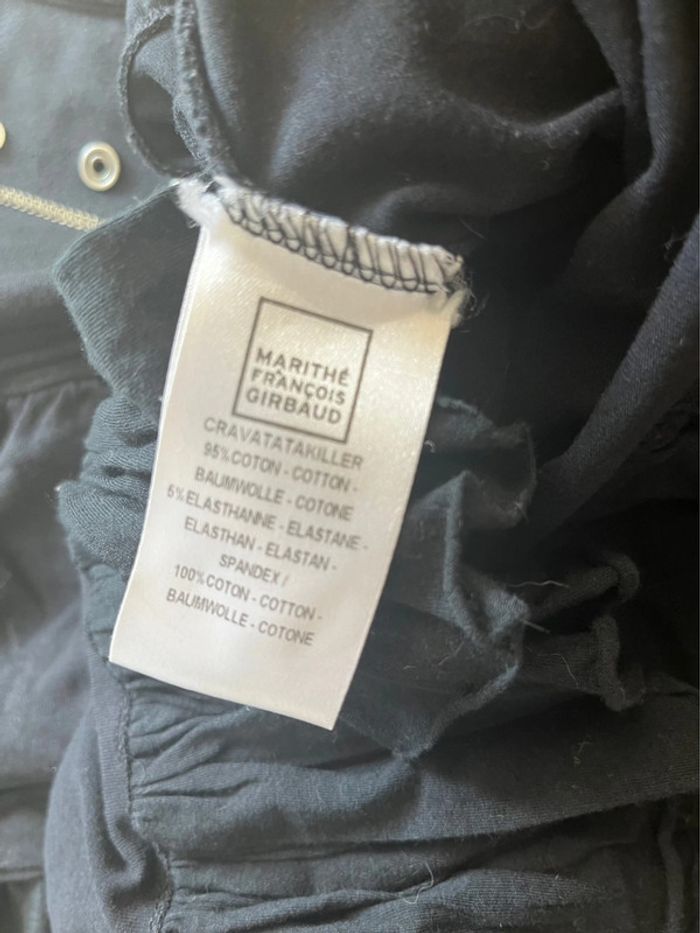 MARITHÉ
FRANÇOIS
GIRBAUD
CRAVATATAKILLER
95% COTON - COTTON -
BAUMWOLLE - COTONE
5% ELASTHANNE - ELASTANE -
ELASTHAN - ELASTAN -
SPANDEX /
100% COTON - COTTON -
BAUMWOLLE - COTONE